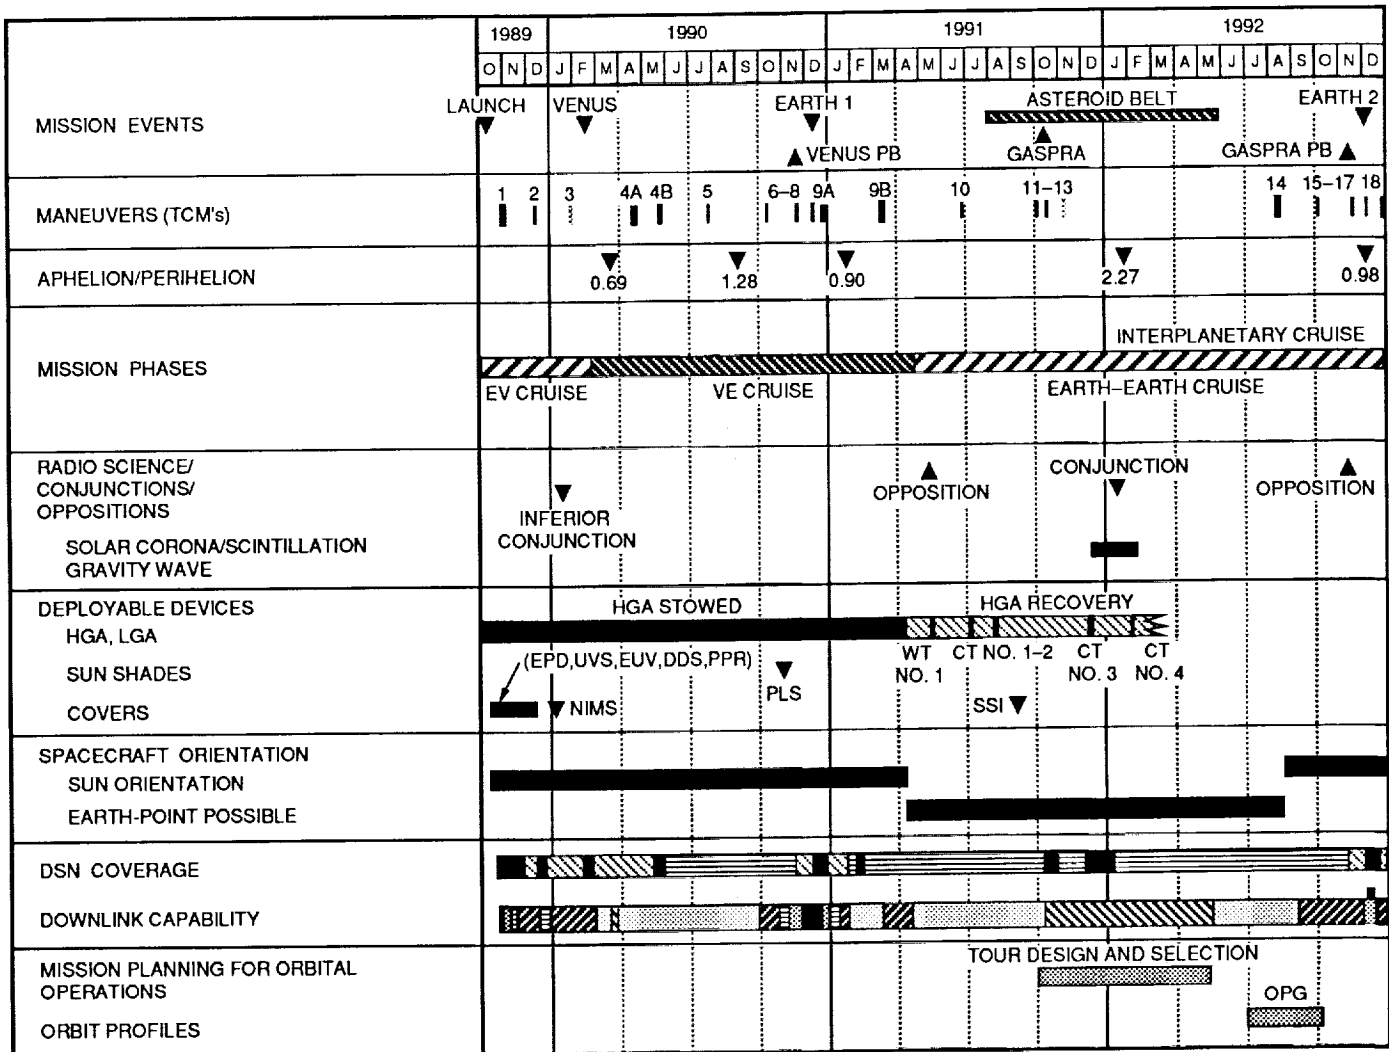 1989 1990 1991 1992
O N D J F M A M J J A S O N D J F M A M J J A S O N D J F M A M J J A S O N D
LAUNCH VENUS EARTH 1 ASTEROID BELT EARTH 2
MISSION EVENTS
VENUS PB GASPRA GASPRA PB
1 2 3 4A 4B 5 6–8 9A 9B 10 11–13 14 15–17 18
MANEUVERS (TCM's)
APHELION/PERIHELION
0.69 1.28 0.90 2.27 0.98
INTERPLANETARY CRUISE
MISSION PHASES
EV CRUISE VE CRUISE EARTH–EARTH CRUISE
RADIO SCIENCE/
CONJUNCTIONS/
OPPOSITIONS
CONJUNCTION
OPPOSITION OPPOSITION
INFERIOR
CONJUNCTION
SOLAR CORONA/SCINTILLATION
GRAVITY WAVE
DEPLOYABLE DEVICES HGA STOWED HGA RECOVERY
HGA, LGA
WT CT NO. 1–2 CT CT
NO. 1 NO. 3 NO. 4
SUN SHADES (EPD,UVS,EUV,DDS,PPR)
PLS
COVERS NIMS SSI
SPACECRAFT ORIENTATION
SUN ORIENTATION
EARTH-POINT POSSIBLE
DSN COVERAGE
DOWNLINK CAPABILITY
MISSION PLANNING FOR ORBITAL
OPERATIONS
TOUR DESIGN AND SELECTION
OPG
ORBIT PROFILES